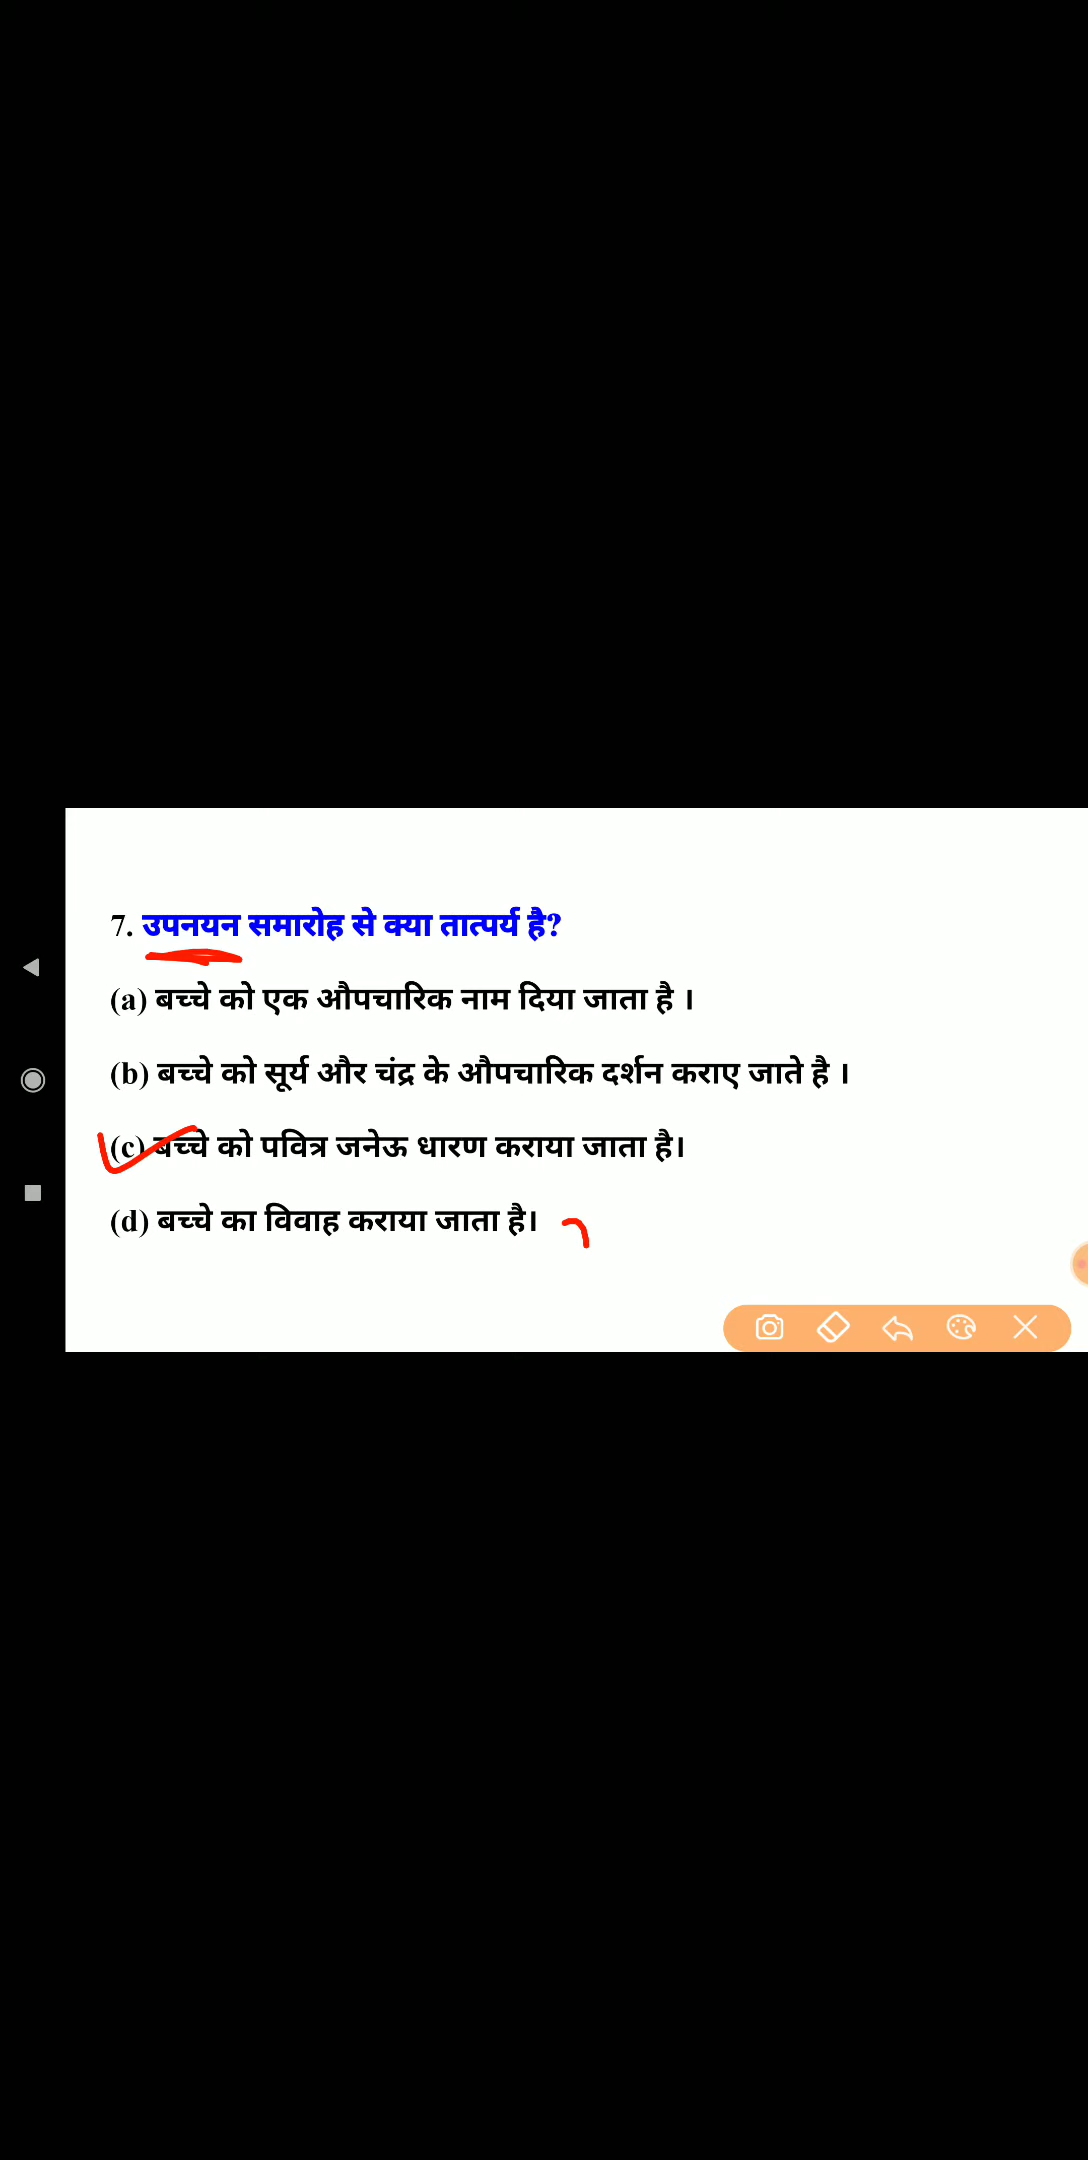 7. उपनयन समारोह से क्या तात्पर्य है?
(a) बच्चे को एक औपचारिक नाम दिया जाता है ।
(b) बच्चे को सूर्य और चंद्र के औपचारिक दर्शन कराए जाते है ।
(c) बच्चे को पवित्र जनेऊ धारण कराया जाता है।
(d) बच्चे का विवाह कराया जाता है।